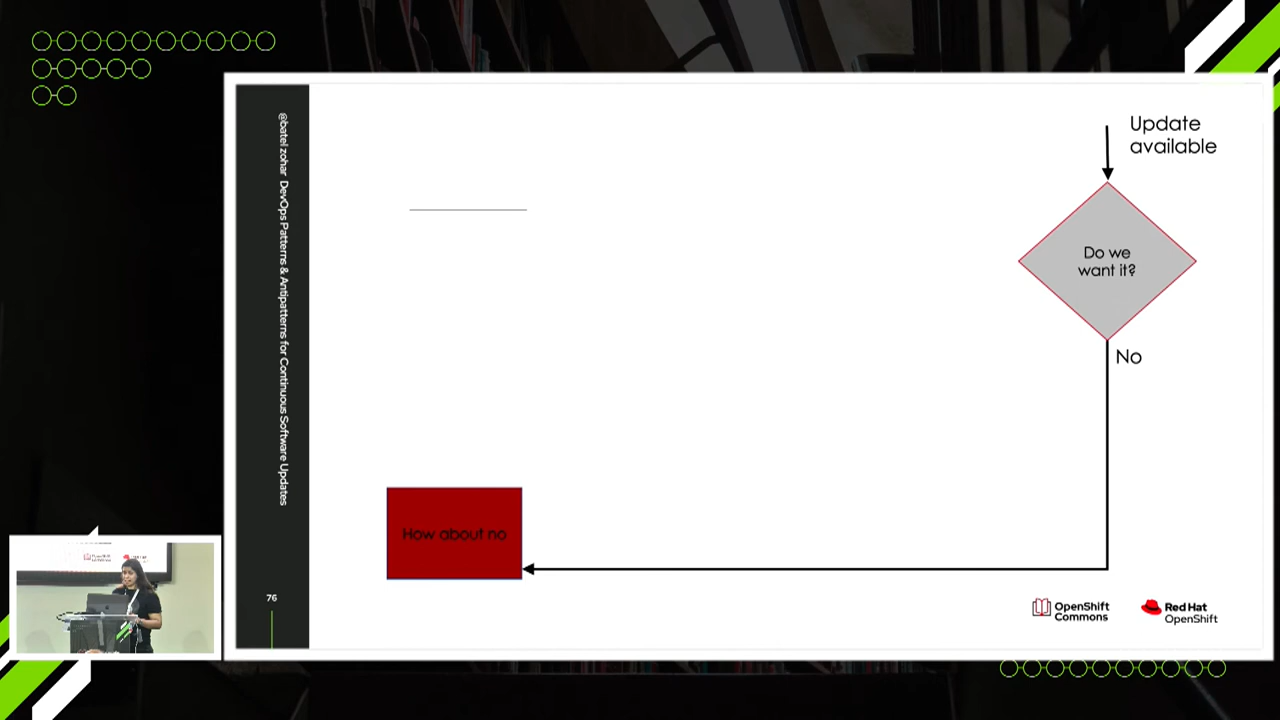 @batel zohar DevOps Patterns & Antipatterns for Continuous Software Updates
76
Update
available
Do we
want it?
No
How about no
OpenShift
Commons
Red Hat
OpenShift